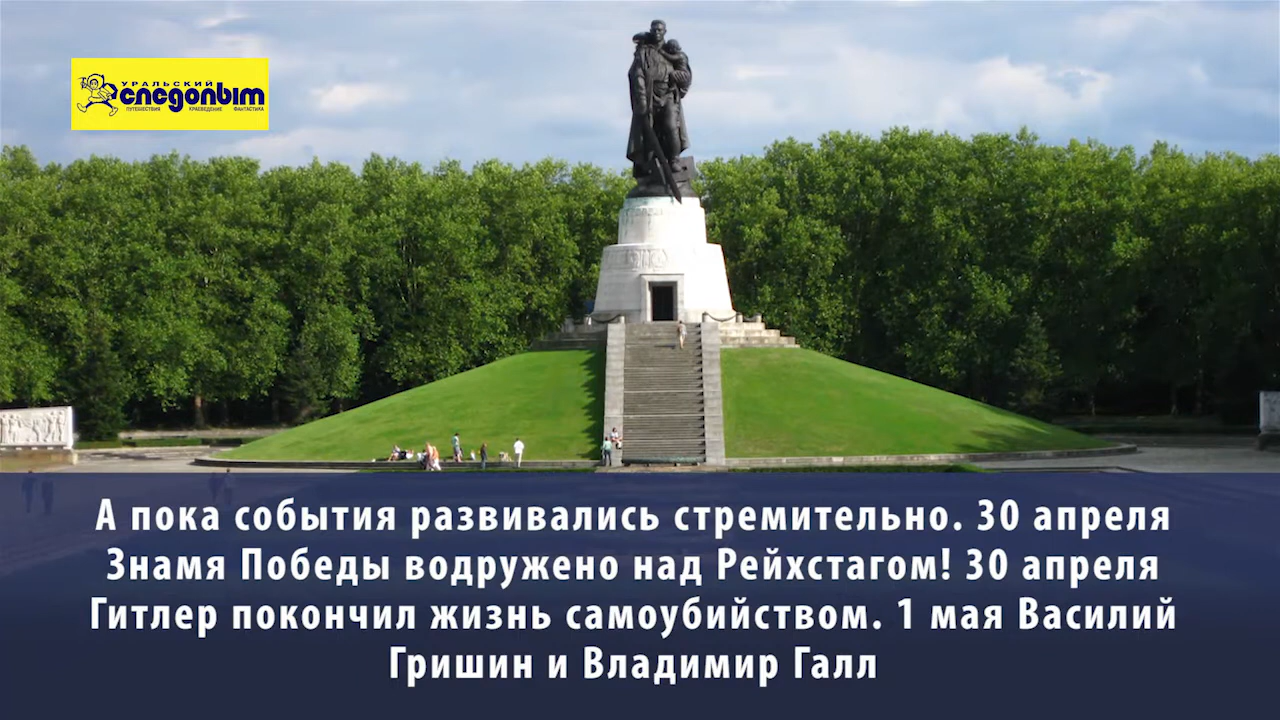 УРАЛЬСКИЙ
СЛЕДОПЫТ
ПУТЕШЕСТВИЯ КРАЕВЕДЕНИЕ ФАНТАСТИКА
А пока события развивались стремительно. 30 апреля
Знамя Победы водружено над Рейхстагом! 30 апреля
Гитлер покончил жизнь самоубийством. 1 мая Василий
Гришин и Владимир Галл